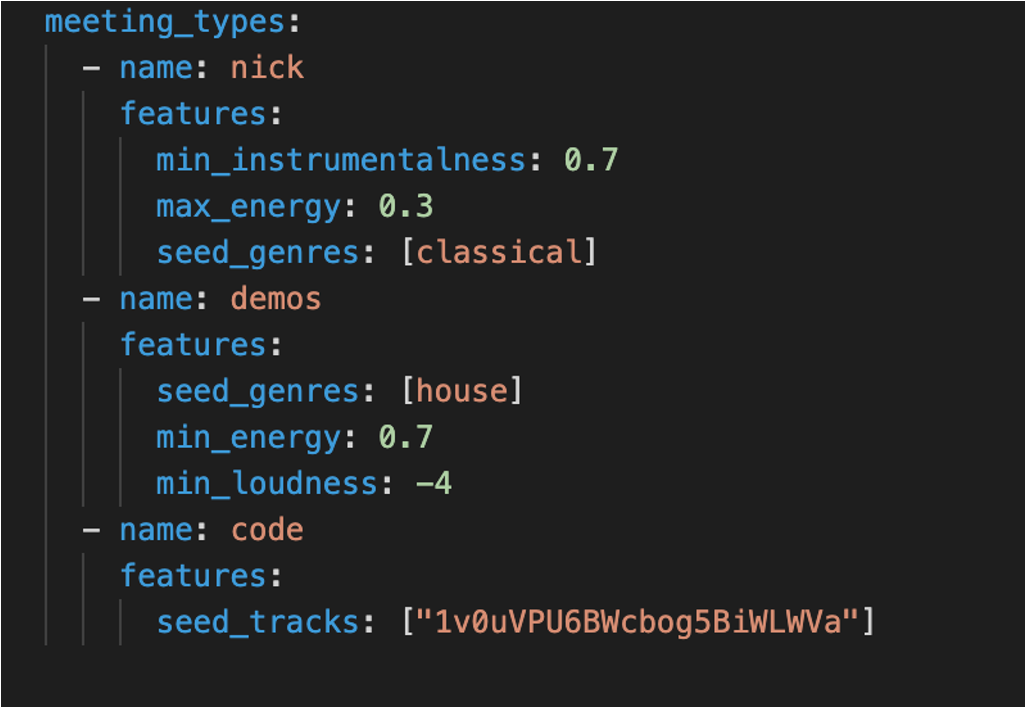 meeting_types:
- name: nick
features:
min_instrumentalness: 0.7
max_energy: 0.3
seed_genres: [classical]
- name: demos
features:
seed_genres: [house]
min_energy: 0.7
min_loudness: -4
- name: code
features:
seed_tracks: ["1v0uVPU6BWcbog5BiWLWVa"]